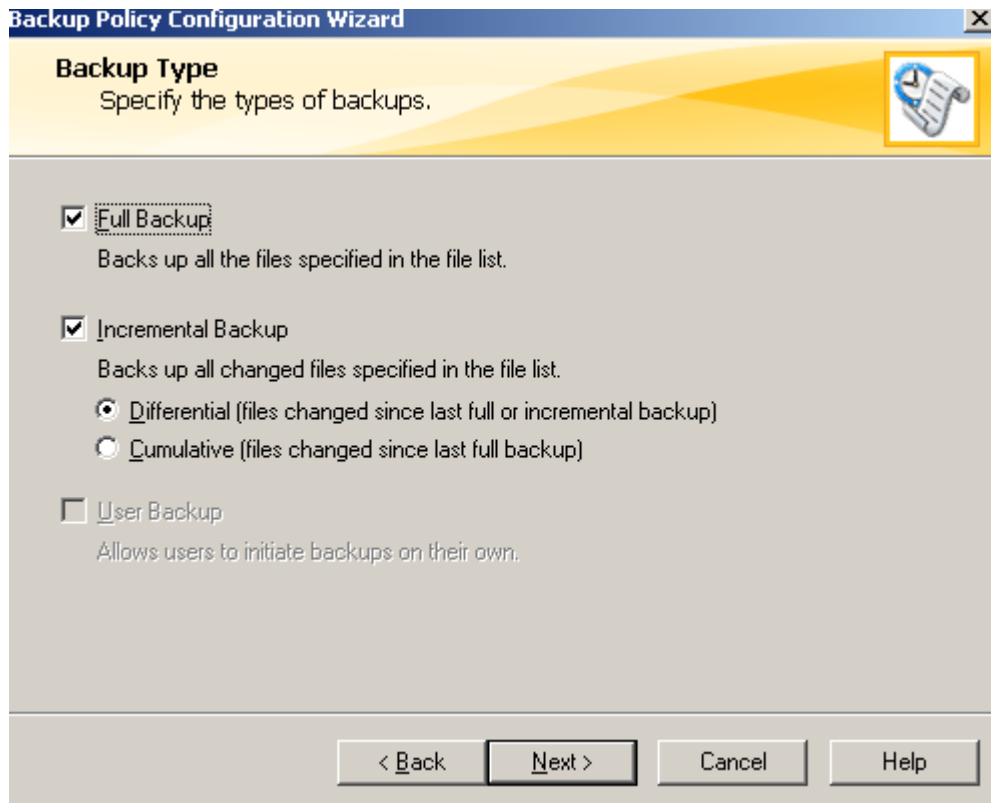 Backup Policy Configuration Wizard
Backup Type
Specify the types of backups.
Full Backup
Backs up all the files specified in the file list.
Incremental Backup
Backs up all changed files specified in the file list.
Differential (files changed since last full or incremental backup)
Cumulative (files changed since last full backup)
User Backup
Allows users to initiate backups on their own.
< Back
Next >
Cancel
Help